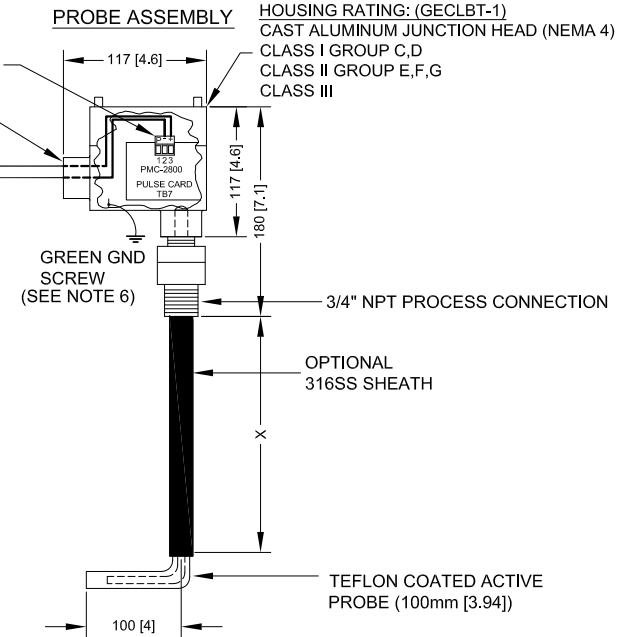 PROBE ASSEMBLY
HOUSING RATING: (GECLBT-1)
CAST ALUMINUM JUNCTION HEAD (NEMA 4)
CLASS I GROUP C,D
CLASS II GROUP E,F,G
CLASS III
117 [4.6]
- +
1 2 3
PMC-2800
PULSE CARD
TB7
117 [4.6]
180 [7.1]
GREEN GND
SCREW
(SEE NOTE 6)
3/4" NPT PROCESS CONNECTION
OPTIONAL
316SS SHEATH
X
TEFLON COATED ACTIVE
PROBE (100mm [3.94])
100 [4]